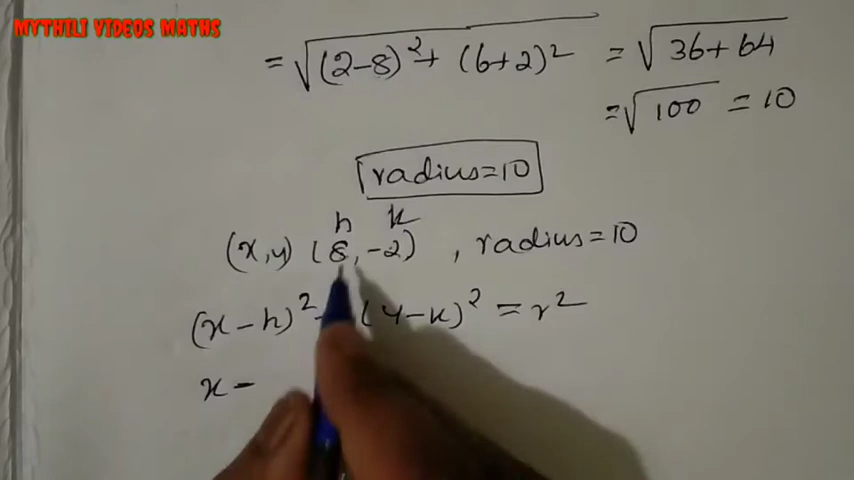 MYTHILI VIDEOS MATHS
= √(2-8)² + (6+2)² = √36+64
= √100 = 10
radius=10
h k
(x,y) (8,-2) , radius=10
(x-h)² + (y-k)² = r²
x -